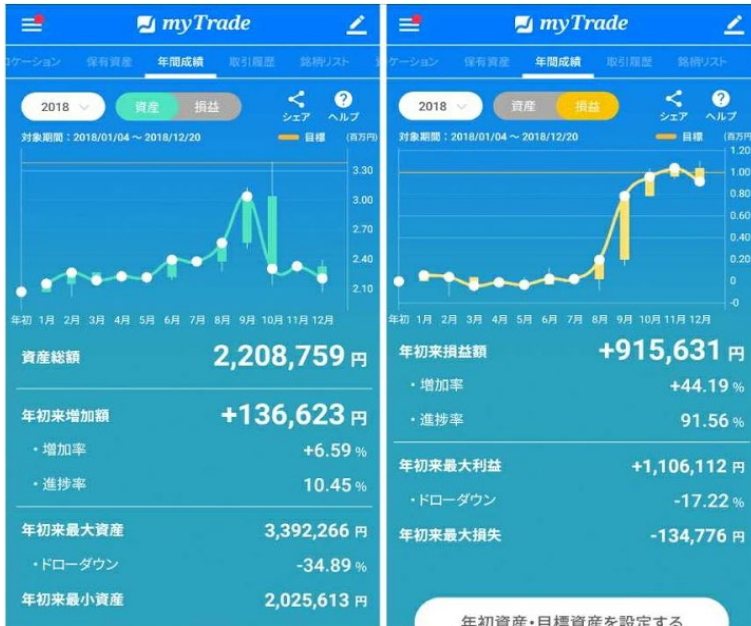 myTrade
ロケーション 保有資産 年間成績 取引履歴 銘柄リスト
2018 資産 損益 シェア ヘルプ
対象期間：2018/01/04 ～ 2018/12/20 目標 (百万円)
3.30
3.00
2.70
2.40
2.10
年初 1月 2月 3月 4月 5月 6月 7月 8月 9月 10月 11月 12月
資産総額 2,208,759 円
年初来増加額 +136,623 円
・増加率 +6.59 %
・進捗率 10.45 %
年初来最大資産 3,392,266 円
・ドローダウン -34.89 %
年初来最小資産 2,025,613 円
myTrade
ケーション 保有資産 年間成績 取引履歴 銘柄リスト
2018 資産 損益 シェア ヘルプ
対象期間：2018/01/04 ～ 2018/12/20 目標 (百万円)
1.20
1.00
0.80
0.60
0.40
0.20
0
-0
年初 1月 2月 3月 4月 5月 6月 7月 8月 9月 10月 11月 12月
年初来損益額 +915,631 円
・増加率 +44.19 %
・進捗率 91.56 %
年初来最大利益 +1,106,112 円
・ドローダウン -17.22 %
年初来最大損失 -134,776 円
年初資産・目標資産を設定する